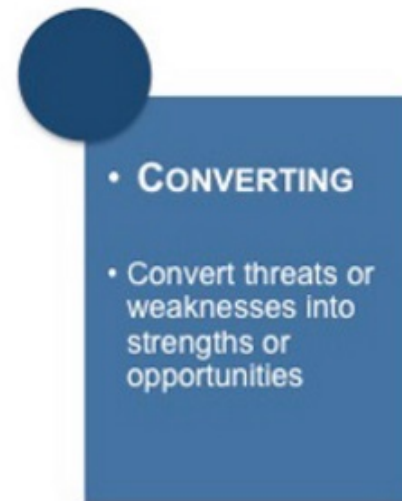 • CONVERTING
• Convert threats or
weaknesses into
strengths or
opportunities